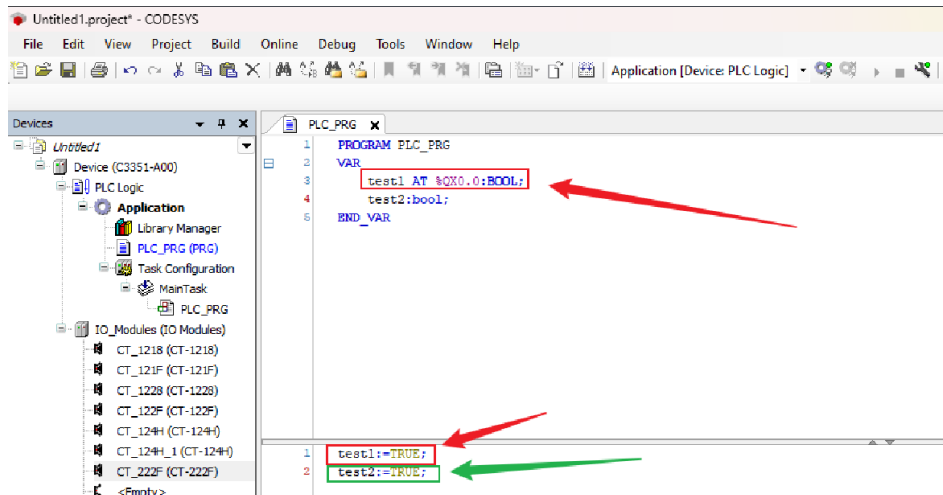 Untitled1.project* - CODESYS
File Edit View Project Build Online Debug Tools Window Help
Application [Device: PLC Logic]
Devices
Untitled1
Device (C3351-A00)
PLC Logic
Application
Library Manager
PLC_PRG (PRG)
Task Configuration
MainTask
PLC_PRG
IO_Modules (IO Modules)
CT_1218 (CT-1218)
CT_121F (CT-121F)
CT_1228 (CT-1228)
CT_122F (CT-122F)
CT_124H (CT-124H)
CT_124H_1 (CT-124H)
CT_222F (CT-222F)
<Empty>
PLC_PRG
1 PROGRAM PLC_PRG
2 VAR
3 test1 AT %QX0.0:BOOL;
4 test2:bool;
5 END_VAR
1 test1:=TRUE;
2 test2:=TRUE;